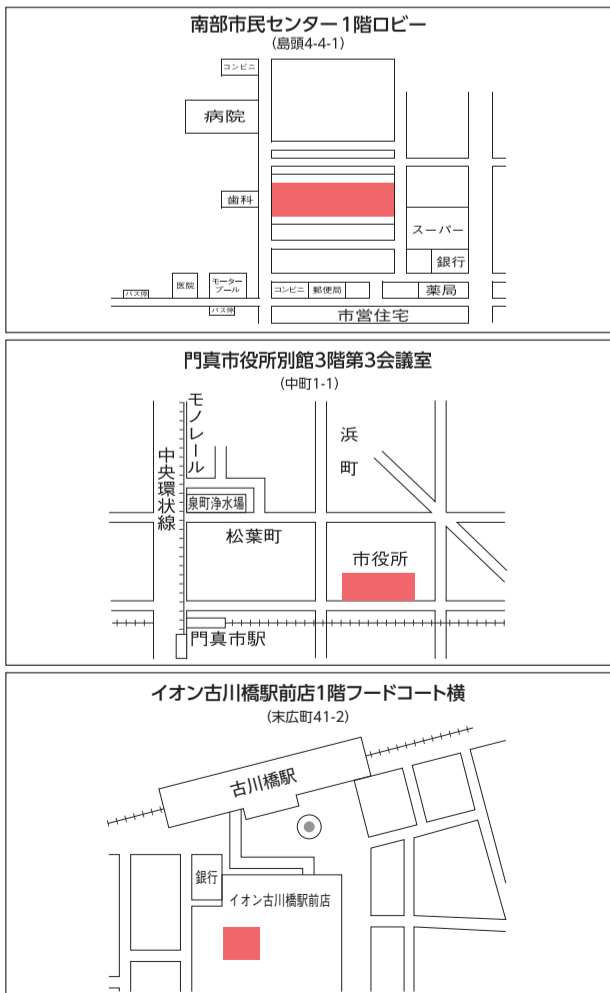 南部市民センター1階ロビー
(島頭4-4-1)
コンビニ
病院
歯科
スーパー
銀行
医院
モーター
プール
バス停
コンビニ
郵便局
薬局
バス停
市営住宅
門真市役所別館3階第3会議室
(中町1-1)
モノレール
中央環状線
浜町
泉町浄水場
松葉町
市役所
門真市駅
イオン古川橋駅前店1階フードコート横
(末広町41-2)
古川橋駅
銀行
イオン古川橋駅前店